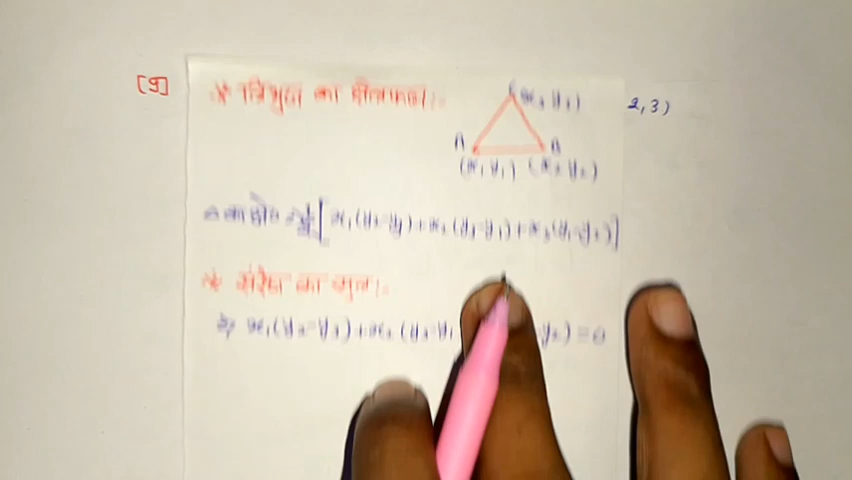 [9]
* त्रिभुज का क्षेत्रफल:-
C(x₃ y₃)
2,3)
A B
(x₁ y₁) (x₂ y₂)
△ का क्षे० = ½[x₁(y₂-y₃)+x₂(y₃-y₁)+x₃(y₁-y₂)]
* संरेख का सूत्र:-
⇒ x₁(y₂-y₃)+x₂(y₃-y₁ y₂)=0